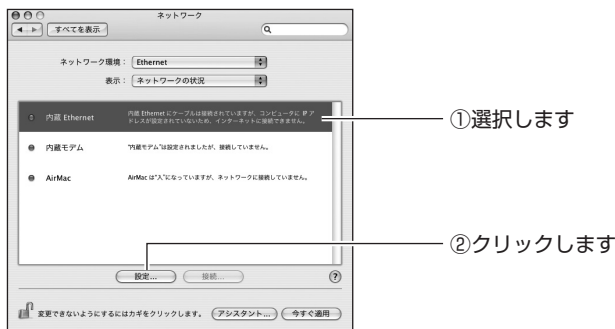 ネットワーク
すべてを表示
ネットワーク環境： Ethernet
表示： ネットワークの状況
内蔵 Ethernet
内蔵 Ethernet にケーブルは接続されていますが、コンピュータに IP ア
ドレスが設定されていないため、インターネットに接続できません。
①選択します
内蔵モデム
“内蔵モデム”は設定されましたが、接続していません。
AirMac
AirMac は“入”になっていますが、ネットワークに接続していません。
②クリックします
設定...
接続...
?
変更できないようにするにはカギをクリックします。
アシスタント...
今すぐ適用